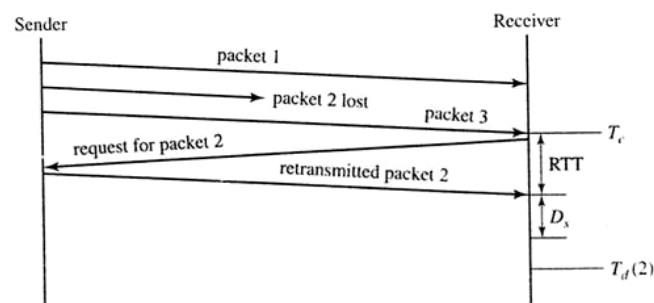 Sender
Receiver
packet 1
packet 2 lost
packet 3
T_c
request for packet 2
RTT
retransmitted packet 2
D_s
T_d(2)